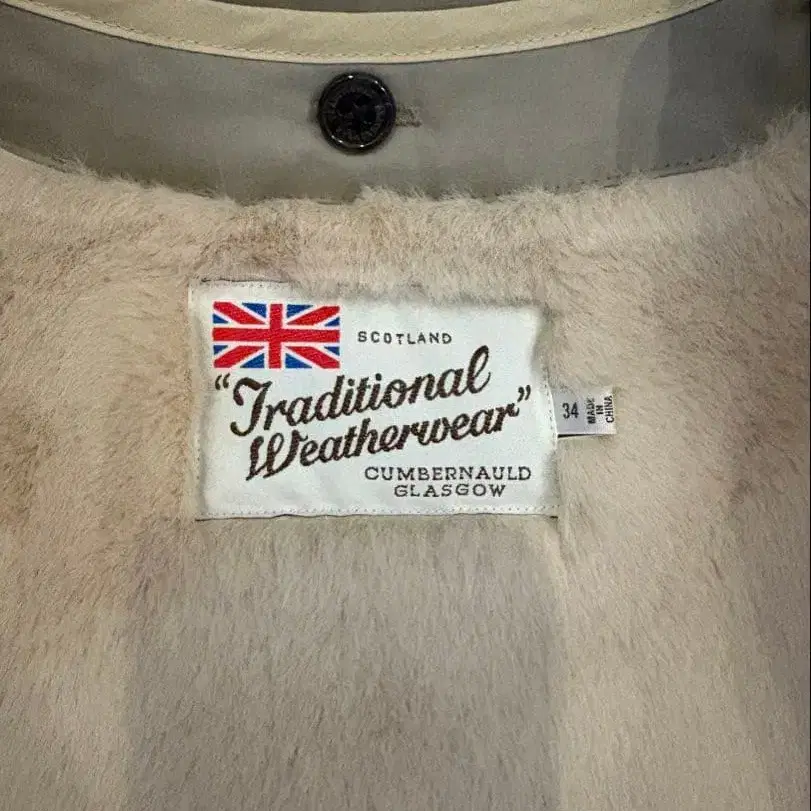 SCOTLAND
"Traditional
Weatherwear"
CUMBERNAULD
GLASGOW
34
MADE
IN
CHINA